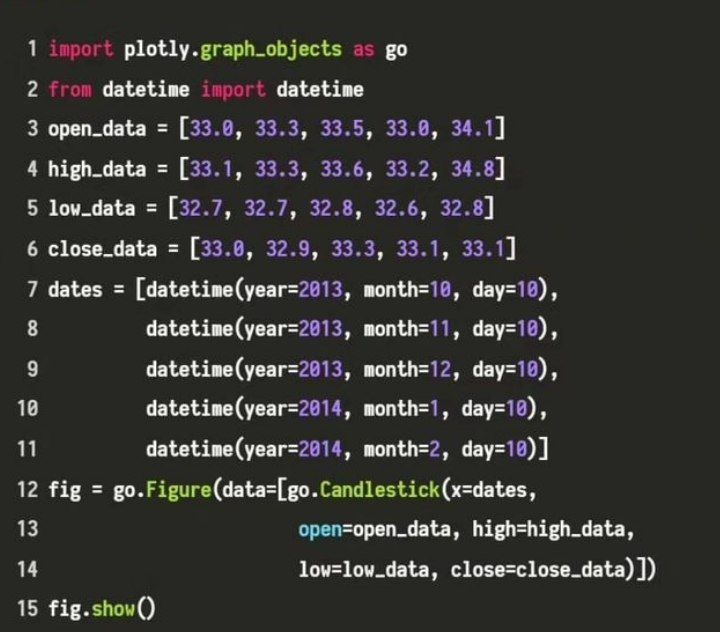 1 import plotly.graph_objects as go
2 from datetime import datetime
3 open_data = [33.0, 33.3, 33.5, 33.0, 34.1]
4 high_data = [33.1, 33.3, 33.6, 33.2, 34.8]
5 low_data = [32.7, 32.7, 32.8, 32.6, 32.8]
6 close_data = [33.0, 32.9, 33.3, 33.1, 33.1]
7 dates = [datetime(year=2013, month=10, day=10),
8          datetime(year=2013, month=11, day=10),
9          datetime(year=2013, month=12, day=10),
10          datetime(year=2014, month=1, day=10),
11          datetime(year=2014, month=2, day=10)]
12 fig = go.Figure(data=[go.Candlestick(x=dates,
13                        open=open_data, high=high_data,
14                        low=low_data, close=close_data)])
15 fig.show()